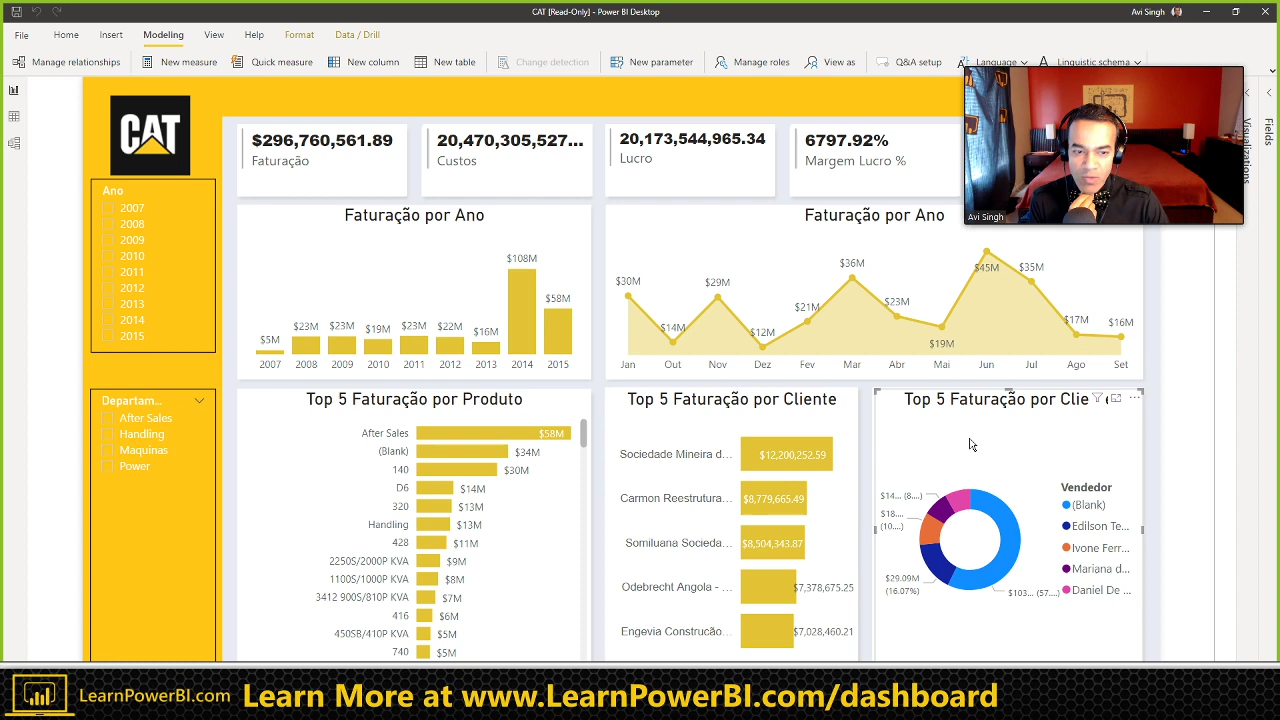 CAT [Read-Only] - Power BI Desktop
Avi Singh
File Home Insert Modeling View Help Format Data / Drill
Manage relationships New measure Quick measure New column New table Change detection New parameter Manage roles View as Q&A setup Language Linguistic schema
CAT
Ano
2007
2008
2009
2010
2011
2012
2013
2014
2015
Departam...
After Sales
Handling
Maquinas
Power
$296,760,561.89
Faturação
20,470,305,527...
Custos
20,173,544,965.34
Lucro
6797.92%
Margem Lucro %
Avi Singh
Visualizations
Fields
Faturação por Ano
$5M $23M $23M $19M $23M $22M $16M $108M $58M
2007 2008 2009 2010 2011 2012 2013 2014 2015
Faturação por Ano
$30M $14M $29M $12M $21M $36M $23M $19M $45M $35M $17M $16M
Jan Out Nov Dez Fev Mar Abr Mai Jun Jul Ago Set
Top 5 Faturação por Produto
After Sales $58M
(Blank) $34M
140 $30M
D6 $14M
320 $13M
Handling $13M
428 $11M
2250S/2000P KVA $9M
1100S/1000P KVA $8M
3412 900S/810P KVA $7M
416 $6M
450SB/410P KVA $5M
740 $5M
Top 5 Faturação por Cliente
Sociedade Mineira d... $12,200,252.59
Carmon Reestrutura... $8,779,665.49
Somiluana Socieda... $8,504,343.87
Odebrecht Angola - ... $7,378,675.25
Engevia Construcão... $7,028,460.21
Top 5 Faturação por Clie
$14... (8....)
$18....
(10....)
$29.09M
(16.07%)
$103... (57....)
Vendedor
(Blank)
Edilson Te...
Ivone Ferr...
Mariana d...
Daniel De ...
LearnPowerBI.com Learn More at www.LearnPowerBI.com/dashboard